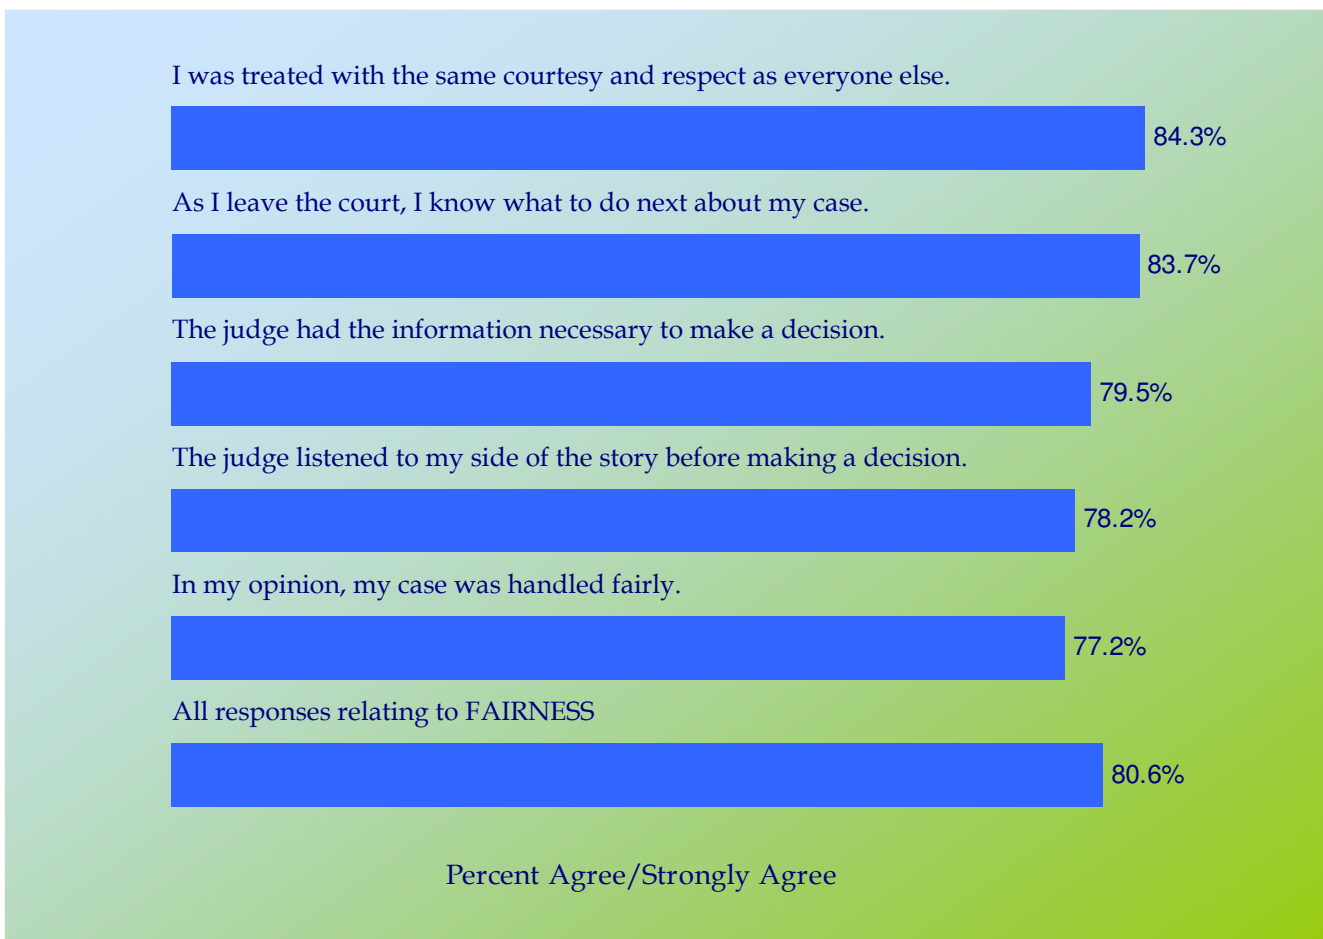 I was treated with the same courtesy and respect as everyone else.
84.3%
As I leave the court, I know what to do next about my case.
83.7%
The judge had the information necessary to make a decision.
79.5%
The judge listened to my side of the story before making a decision.
78.2%
In my opinion, my case was handled fairly.
77.2%
All responses relating to FAIRNESS
80.6%
Percent Agree/Strongly Agree